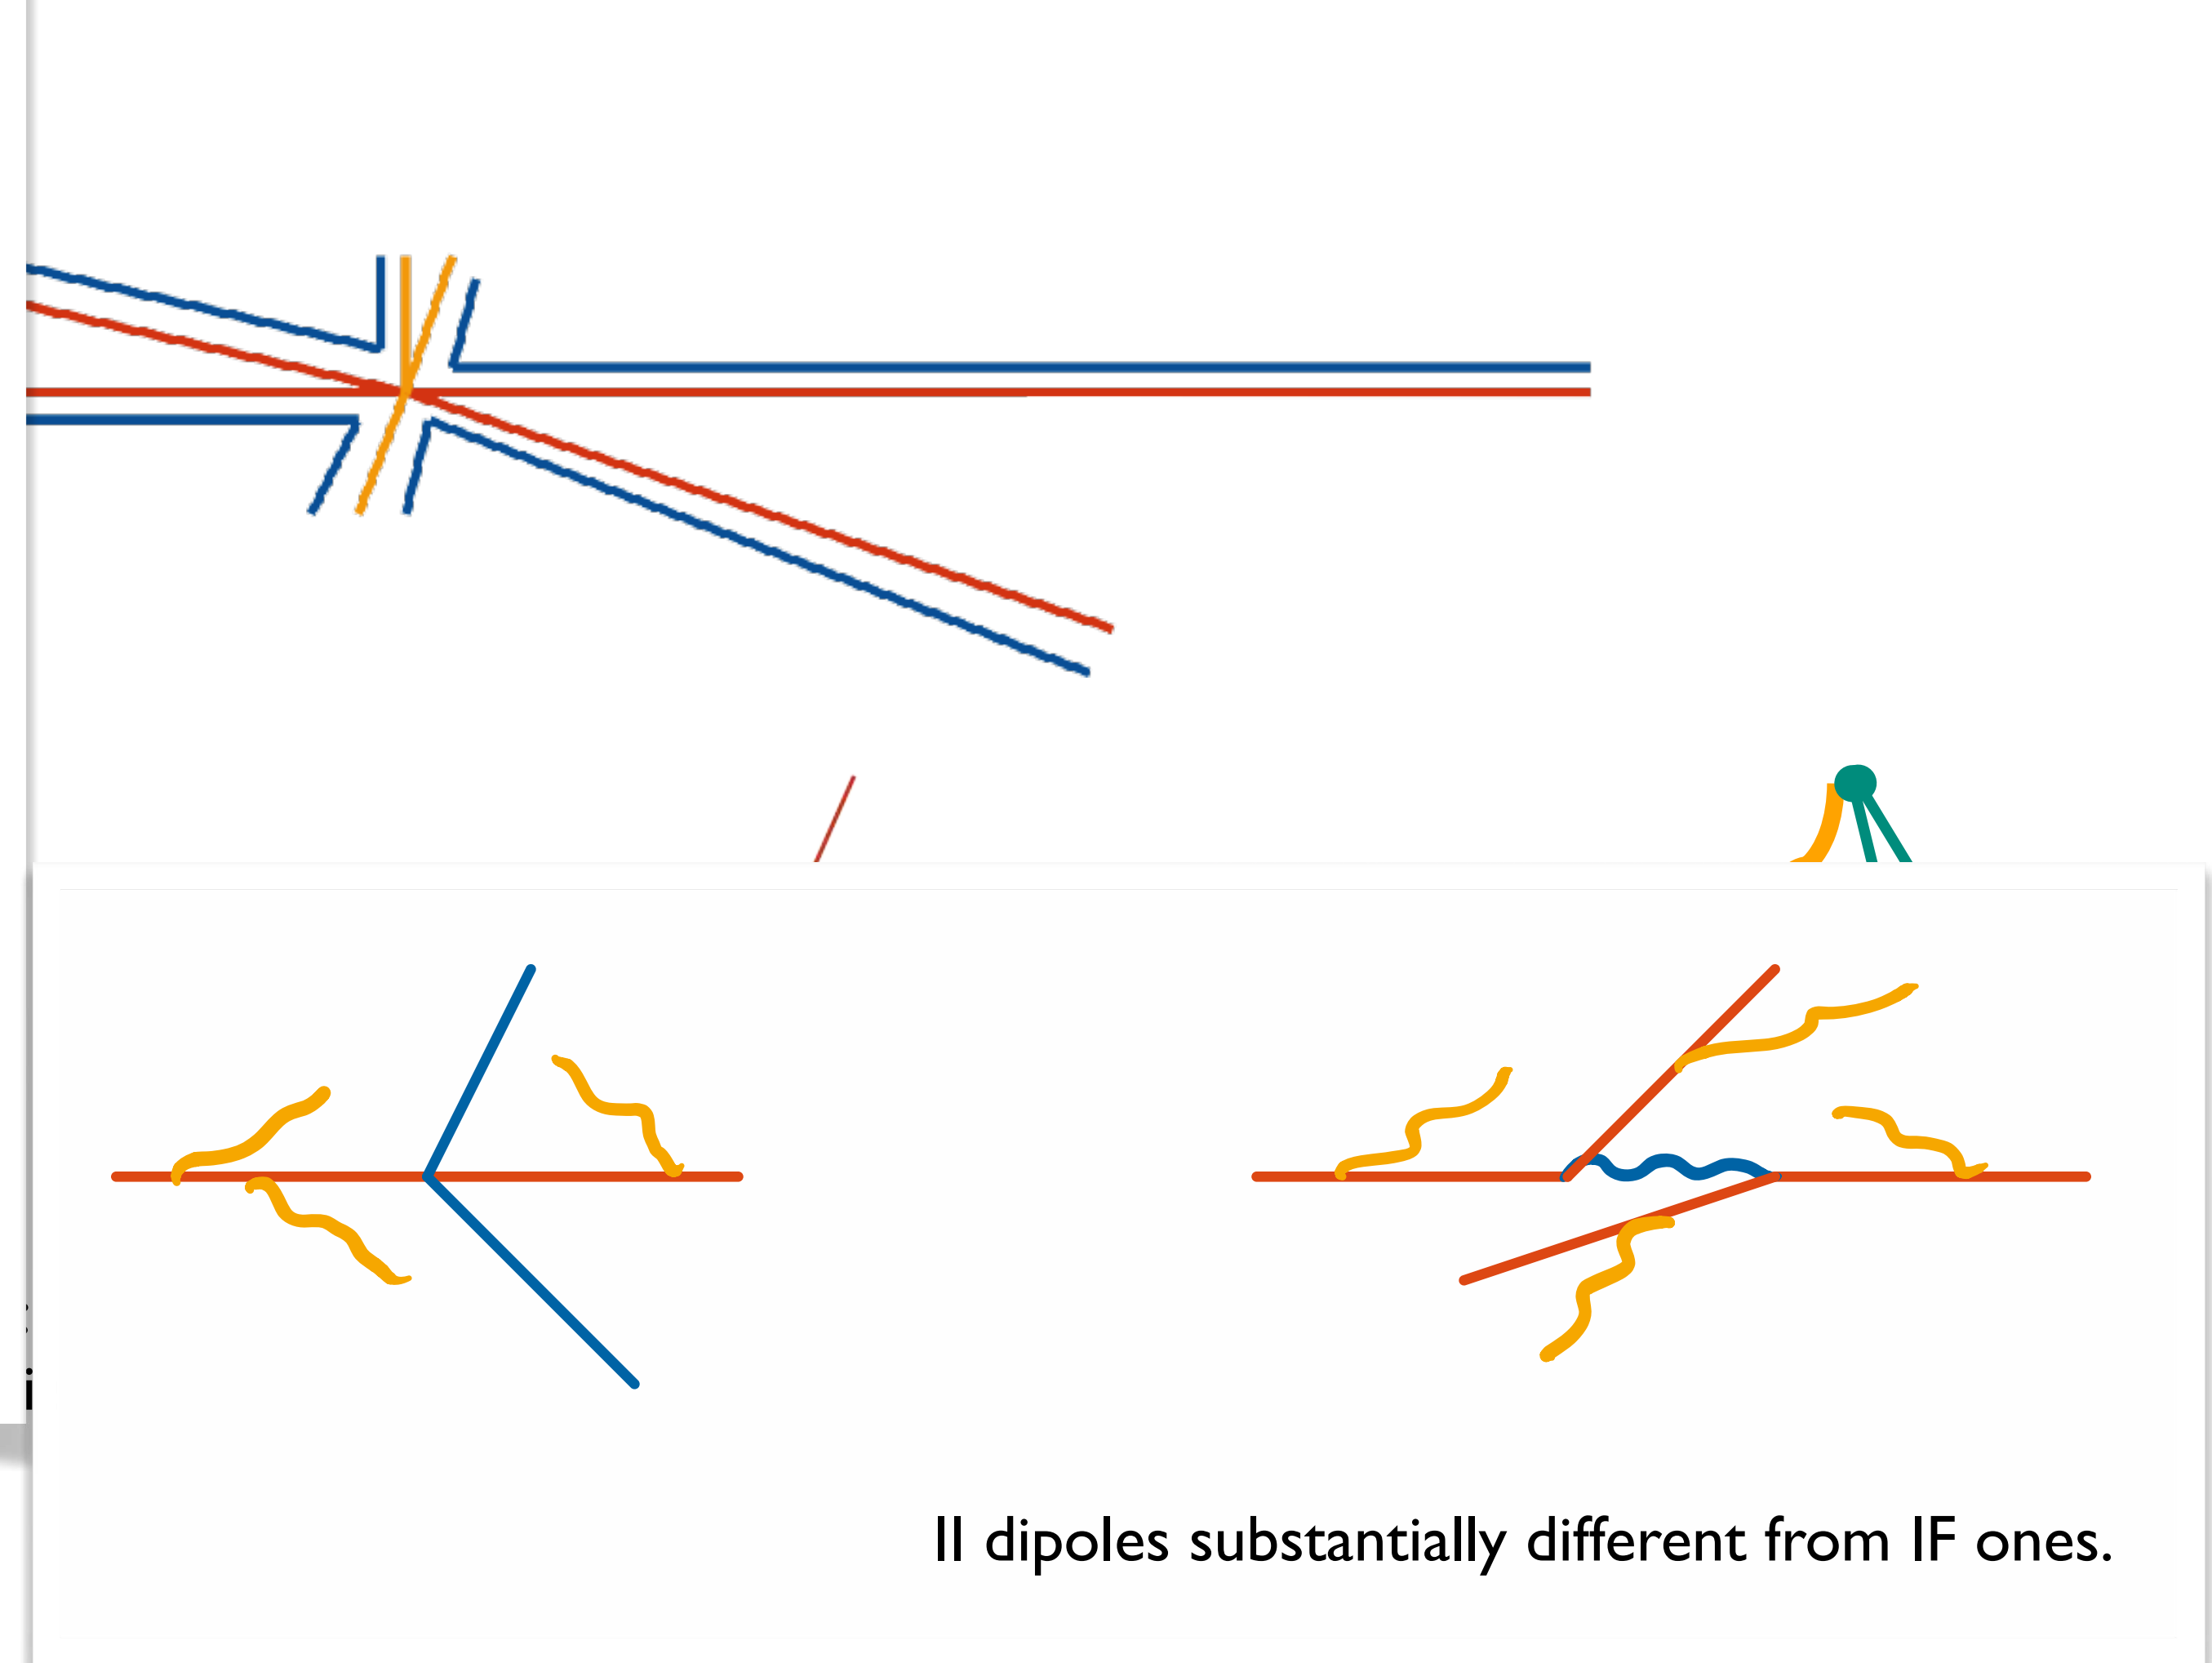 II dipoles substantially different from IF ones.